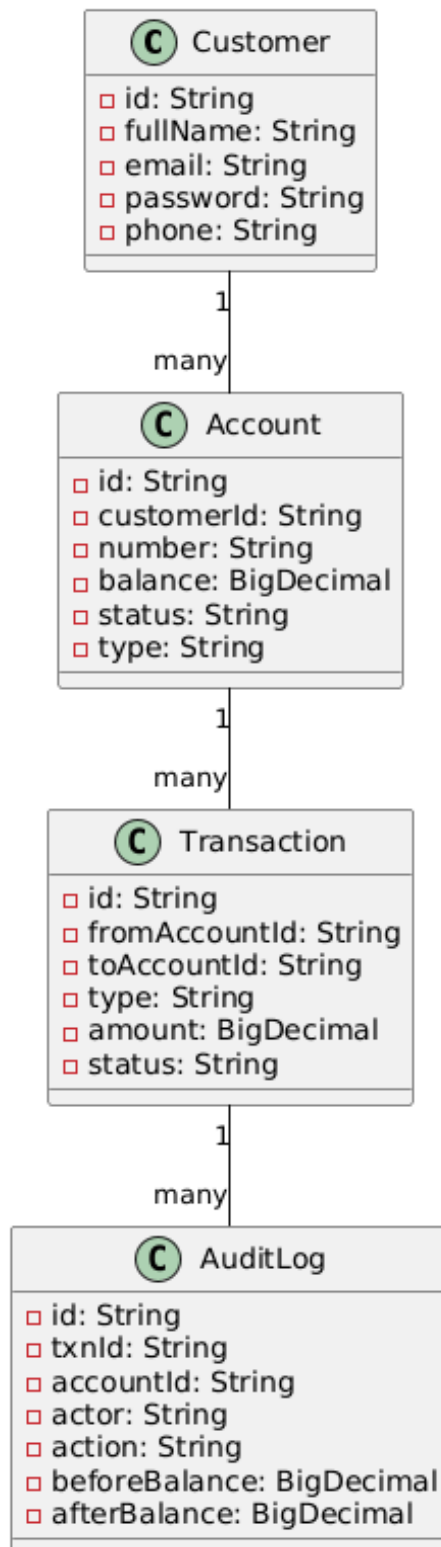 C Customer
id: String
fullName: String
email: String
password: String
phone: String
1
many
C Account
id: String
customerId: String
number: String
balance: BigDecimal
status: String
type: String
1
many
C Transaction
id: String
fromAccountId: String
toAccountId: String
type: String
amount: BigDecimal
status: String
1
many
C AuditLog
id: String
txnId: String
accountId: String
actor: String
action: String
beforeBalance: BigDecimal
afterBalance: BigDecimal